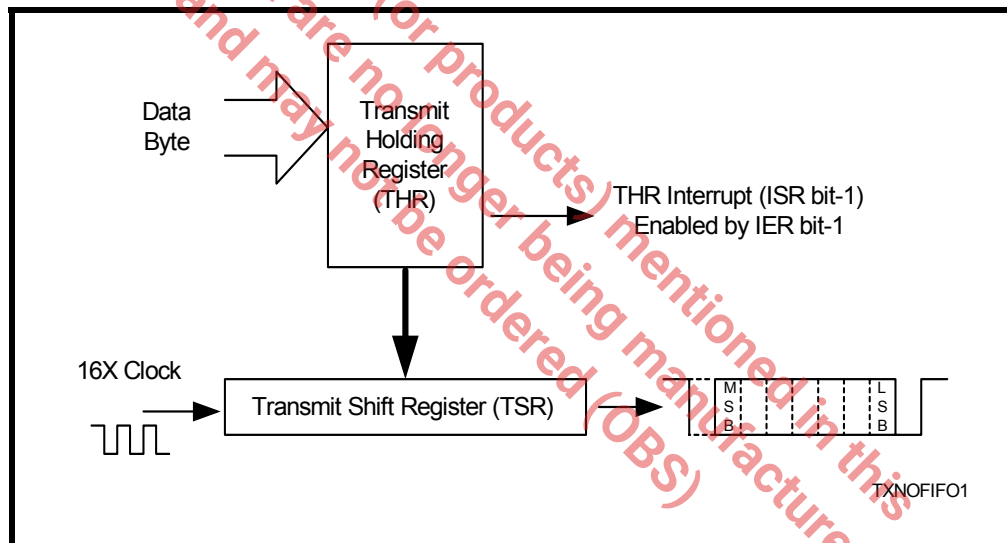 (or products) mentioned in this
are no longer being manufacture
and may not be ordered (OBS)
Data
Byte
Transmit
Holding
Register
(THR)
THR Interrupt (ISR bit-1)
Enabled by IER bit-1
16X Clock
Transmit Shift Register (TSR)
M
S
B
L
S
B
TXNOFIFO1